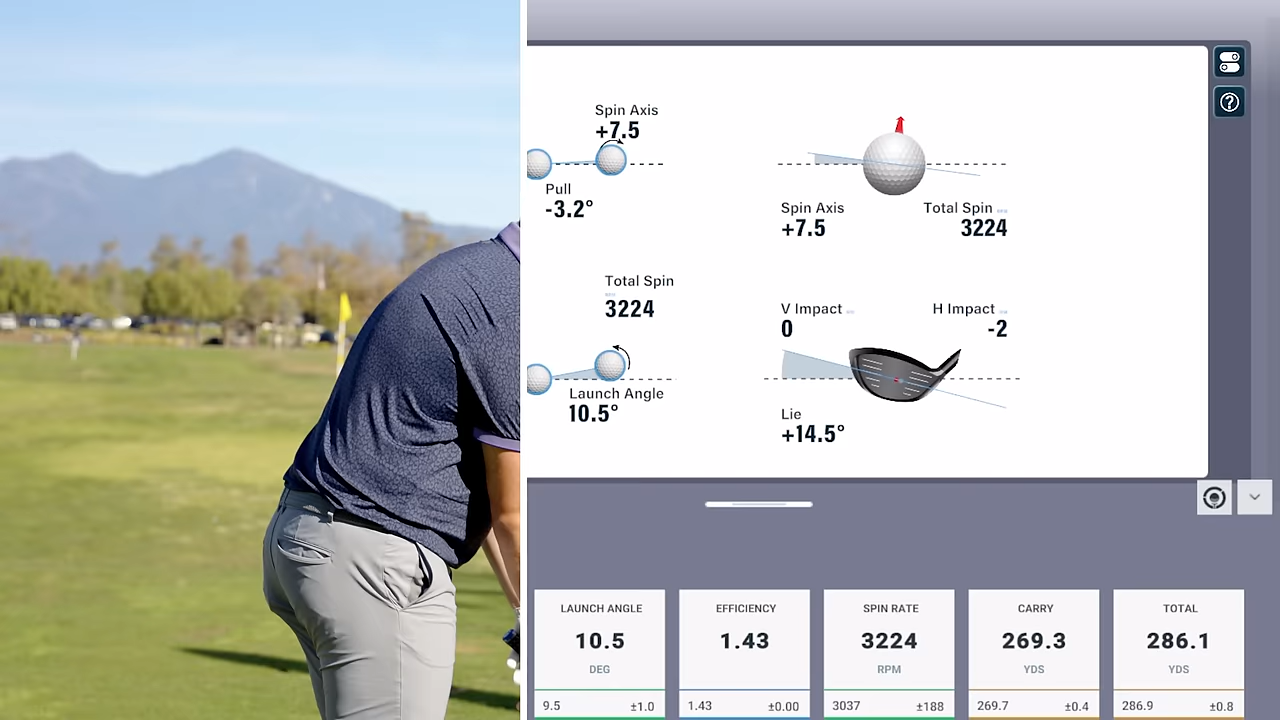 Spin Axis
+7.5
Pull
-3.2°
Spin Axis
+7.5
Total Spin
3224
Total Spin
3224
Launch Angle
10.5°
V Impact
0
H Impact
-2
Lie
+14.5°
LAUNCH ANGLE
10.5
DEG
9.5 ±1.0
EFFICIENCY
1.43
1.43 ±0.00
SPIN RATE
3224
RPM
3037 ±188
CARRY
269.3
YDS
269.7 ±0.4
TOTAL
286.1
YDS
286.9 ±0.8